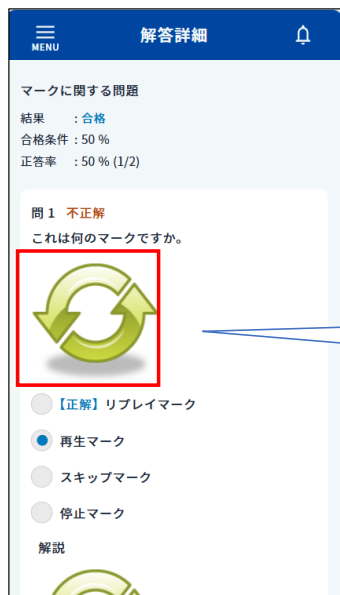 MENU
解答詳細
マークに関する問題
結果 : 合格
合格条件 : 50 %
正答率 : 50 % (1/2)
問 1 不正解
これは何のマークですか。
【正解】リプレイマーク
再生マーク
スキップマーク
停止マーク
解説